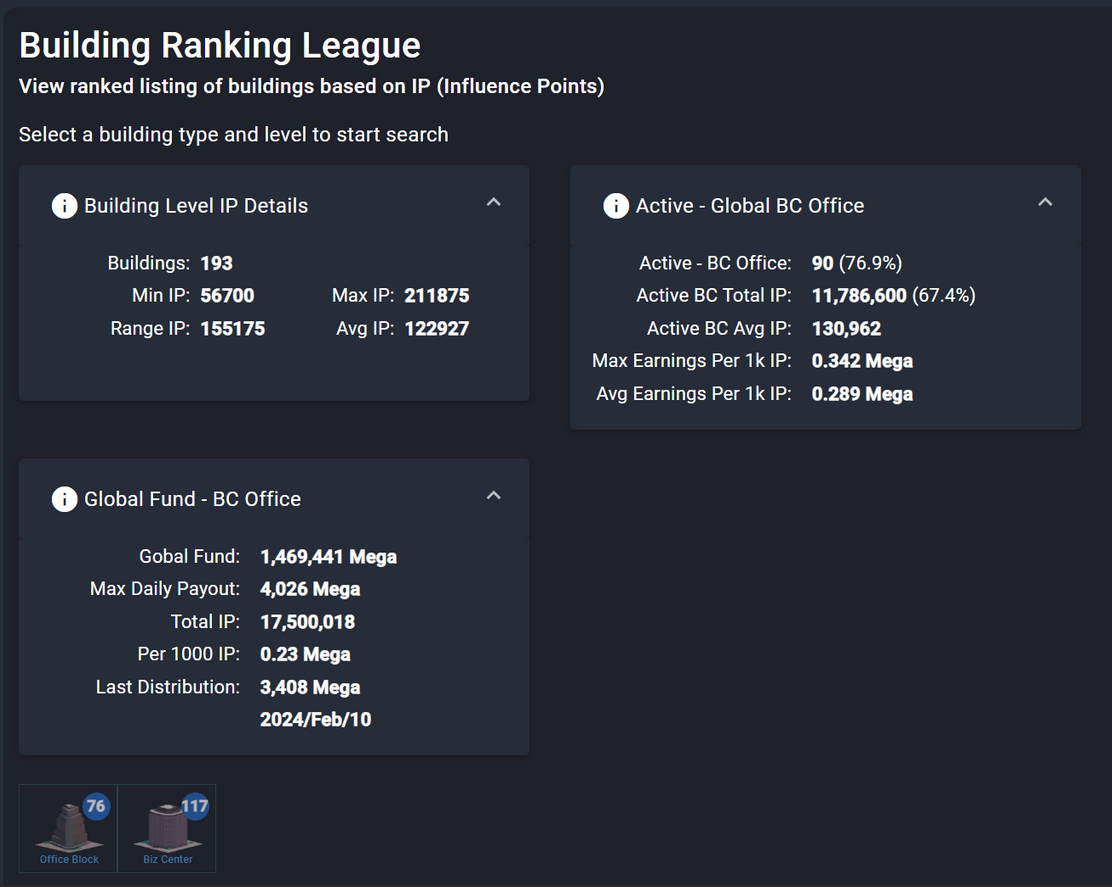 Building Ranking League
View ranked listing of buildings based on IP (Influence Points)
Select a building type and level to start search
Building Level IP Details
Buildings: 193
Min IP: 56700 Max IP: 211875
Range IP: 155175 Avg IP: 122927
Active - Global BC Office
Active - BC Office: 90 (76.9%)
Active BC Total IP: 11,786,600 (67.4%)
Active BC Avg IP: 130,962
Max Earnings Per 1k IP: 0.342 Mega
Avg Earnings Per 1k IP: 0.289 Mega
Global Fund - BC Office
Gobal Fund: 1,469,441 Mega
Max Daily Payout: 4,026 Mega
Total IP: 17,500,018
Per 1000 IP: 0.23 Mega
Last Distribution: 3,408 Mega
2024/Feb/10
76 117
Office Block Biz Center